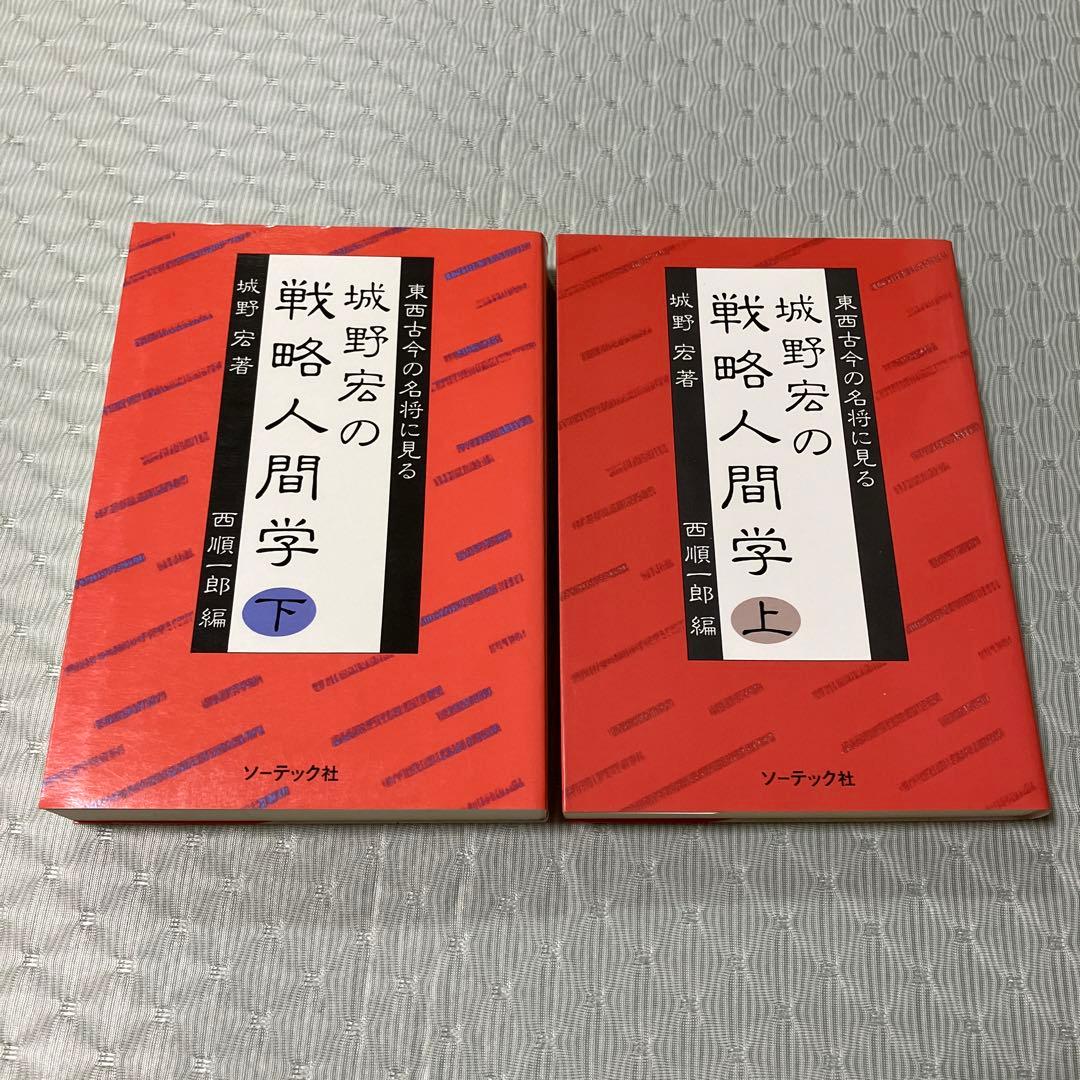 東西古今の名将に見る
城野宏の
戦略人間学
下
城野 宏 著
西順一郎 編
ソーテック社
東西古今の名将に見る
城野宏の
戦略人間学
上
城野 宏 著
西順一郎 編
ソーテック社